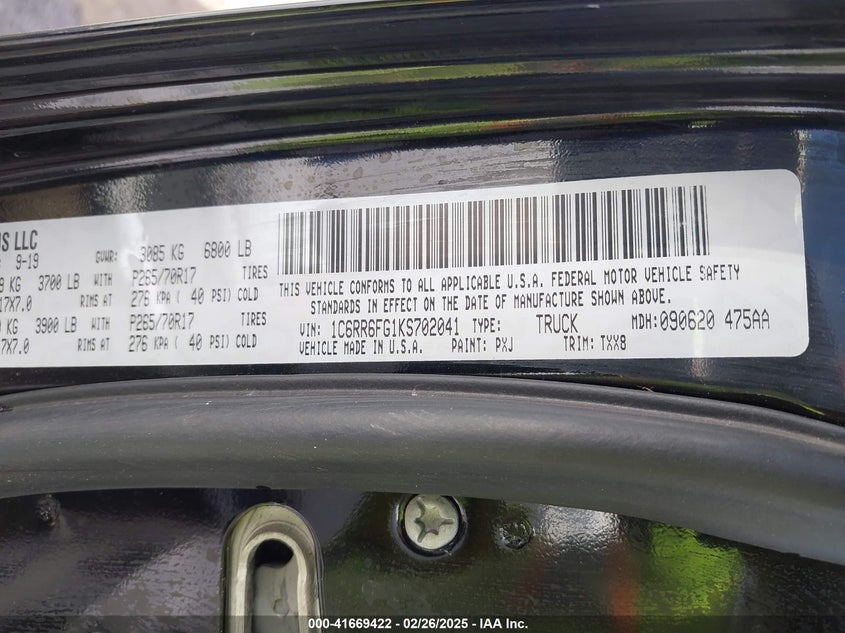 US LLC
9-19
GVWR: 3085 KG 6800 LB
KG 3700 LB WITH P265/70R17 TIRES
17X7.0 RIMS AT 276 KPA ( 40 PSI) COLD
KG 3900 LB WITH P265/70R17 TIRES
17X7.0 RIMS AT 276 KPA ( 40 PSI) COLD
THIS VEHICLE CONFORMS TO ALL APPLICABLE U.S.A. FEDERAL MOTOR VEHICLE SAFETY
STANDARDS IN EFFECT ON THE DATE OF MANUFACTURE SHOWN ABOVE.
VIN: 1C6RR6FG1KS702041 TYPE: TRUCK MDH: 090620 475AA
VEHICLE MADE IN U.S.A. PAINT: PXJ TRIM: TXX8
000-41669422 - 02/26/2025 - IAA Inc.